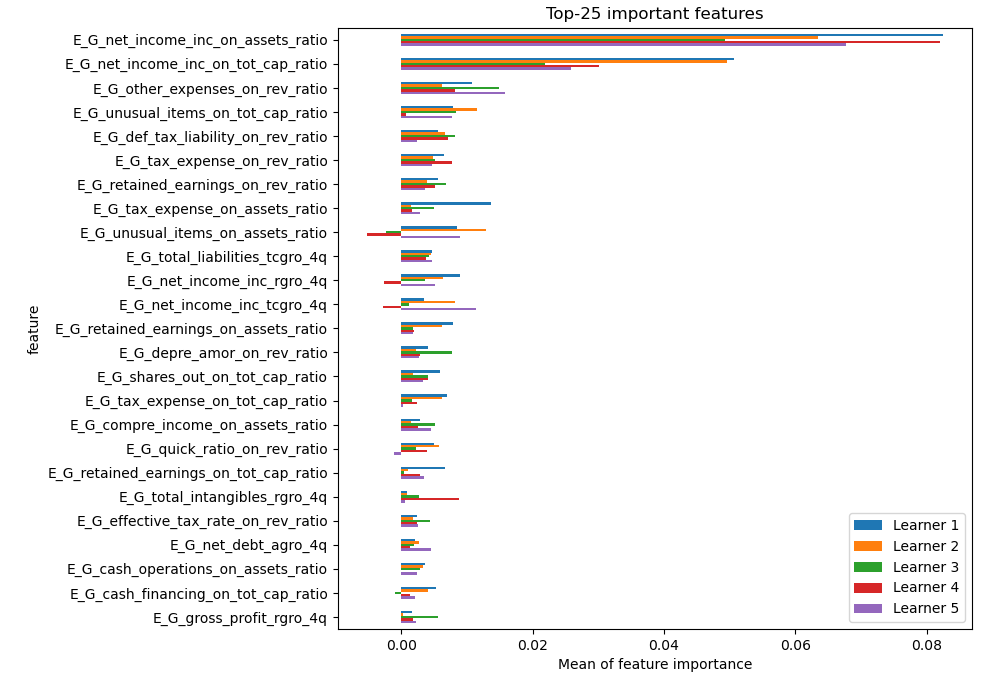 Top-25 important features
E_G_net_income_inc_on_assets_ratio
E_G_net_income_inc_on_tot_cap_ratio
E_G_other_expenses_on_rev_ratio
E_G_unusual_items_on_tot_cap_ratio
E_G_def_tax_liability_on_rev_ratio
E_G_tax_expense_on_rev_ratio
E_G_retained_earnings_on_rev_ratio
E_G_tax_expense_on_assets_ratio
E_G_unusual_items_on_assets_ratio
E_G_total_liabilities_tcgro_4q
E_G_net_income_inc_rgro_4q
E_G_net_income_inc_tcgro_4q
E_G_retained_earnings_on_assets_ratio
E_G_depre_amor_on_rev_ratio
E_G_shares_out_on_tot_cap_ratio
E_G_tax_expense_on_tot_cap_ratio
E_G_compre_income_on_assets_ratio
E_G_quick_ratio_on_rev_ratio
E_G_retained_earnings_on_tot_cap_ratio
E_G_total_intangibles_rgro_4q
E_G_effective_tax_rate_on_rev_ratio
E_G_net_debt_agro_4q
E_G_cash_operations_on_assets_ratio
E_G_cash_financing_on_tot_cap_ratio
E_G_gross_profit_rgro_4q
feature
Learner 1
Learner 2
Learner 3
Learner 4
Learner 5
0.00 0.02 0.04 0.06 0.08
Mean of feature importance